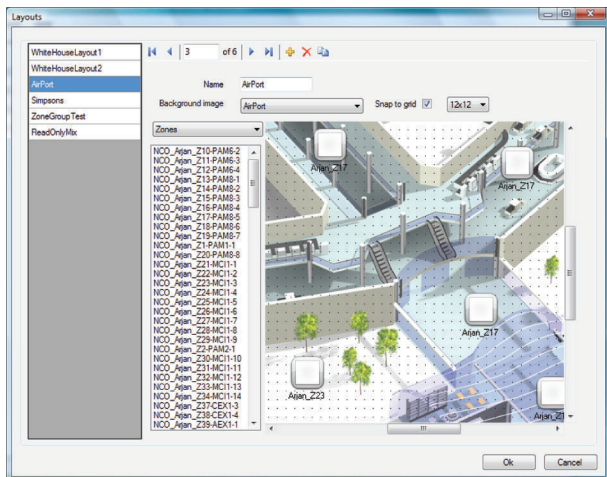 Layouts
WhiteHouseLayout1
WhiteHouseLayout2
AirPort
Simpsons
ZoneGroupTest
ReadOnlyMix
3 of 6
Name AirPort
Background image AirPort Snap to grid 12x12
Zones
NCO_Arjan_Z10-PAM6-2
NCO_Arjan_Z11-PAM6-3
NCO_Arjan_Z12-PAM6-4
NCO_Arjan_Z13-PAM8-1
NCO_Arjan_Z14-PAM8-2
NCO_Arjan_Z15-PAM8-3
NCO_Arjan_Z16-PAM8-4
NCO_Arjan_Z17-PAM8-5
NCO_Arjan_Z18-PAM8-6
NCO_Arjan_Z19-PAM8-7
NCO_Arjan_Z1-PAM1-1
NCO_Arjan_Z20-PAM8-8
NCO_Arjan_Z21-MCI1-1
NCO_Arjan_Z22-MCI1-2
NCO_Arjan_Z23-MCI1-3
NCO_Arjan_Z24-MCI1-4
NCO_Arjan_Z25-MCI1-5
NCO_Arjan_Z26-MCI1-6
NCO_Arjan_Z27-MCI1-7
NCO_Arjan_Z28-MCI1-8
NCO_Arjan_Z29-MCI1-9
NCO_Arjan_Z2-PAM2-1
NCO_Arjan_Z30-MCI1-10
NCO_Arjan_Z31-MCI1-11
NCO_Arjan_Z32-MCI1-12
NCO_Arjan_Z33-MCI1-13
NCO_Arjan_Z34-MCI1-14
NCO_Arjan_Z37-CEX1-3
NCO_Arjan_Z38-CEX1-4
NCO_Arjan_Z39-AEX1-1
Arjan_Z17
Arjan_Z17
Arjan_Z17
Arjan_Z23
Ok Cancel